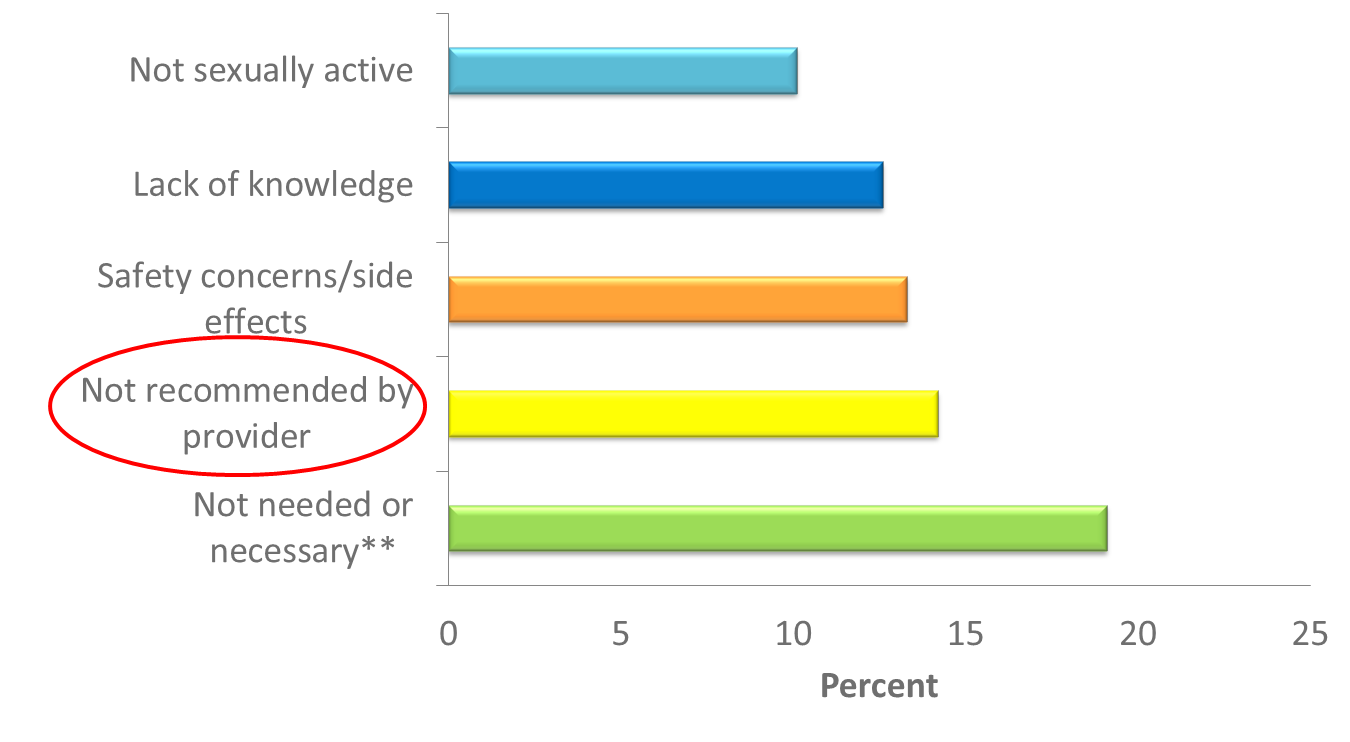 Not sexually active
Lack of knowledge
Safety concerns/side
effects
Not recommended by
provider
Not needed or
necessary**
0 5 10 15 20 25
Percent